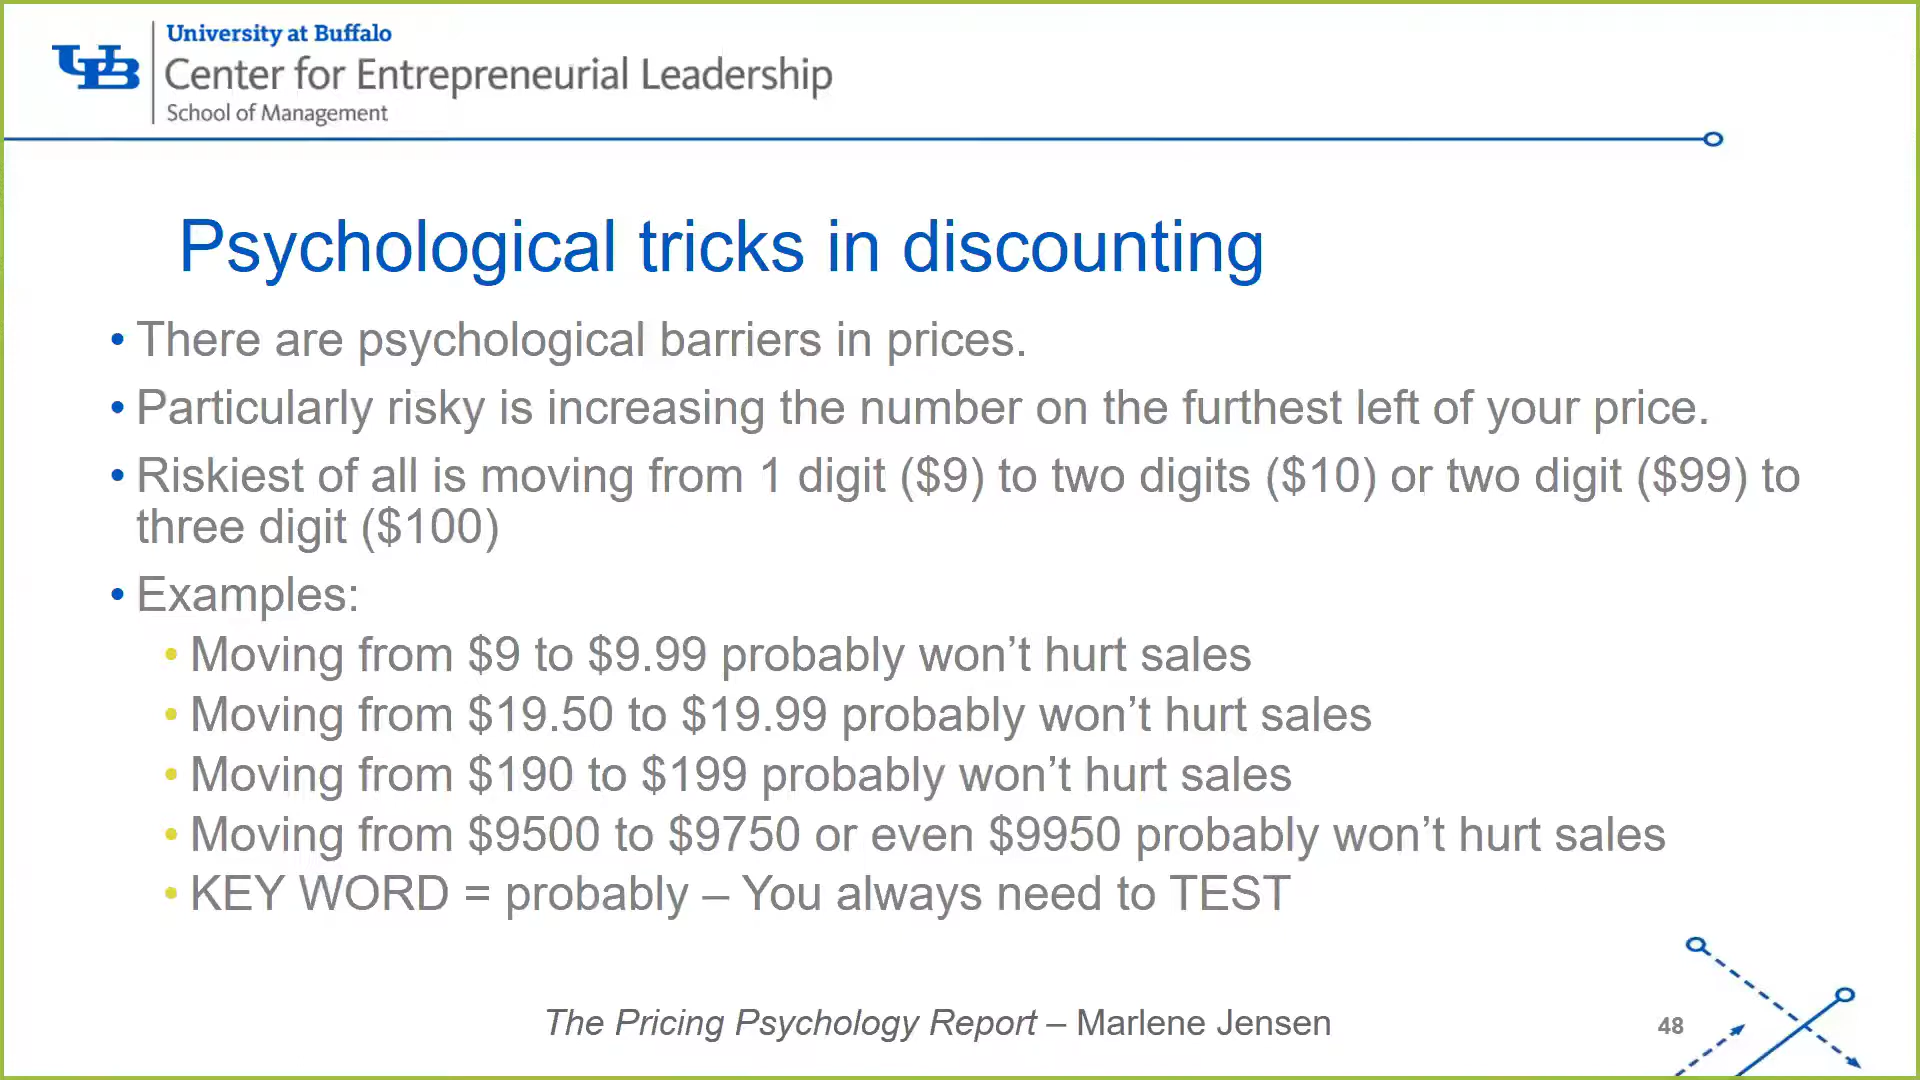 UB
University at Buffalo
Center for Entrepreneurial Leadership
School of Management
Psychological tricks in discounting
• There are psychological barriers in prices.
• Particularly risky is increasing the number on the furthest left of your price.
• Riskiest of all is moving from 1 digit ($9) to two digits ($10) or two digit ($99) to
three digit ($100)
• Examples:
• Moving from $9 to $9.99 probably won’t hurt sales
• Moving from $19.50 to $19.99 probably won’t hurt sales
• Moving from $190 to $199 probably won’t hurt sales
• Moving from $9500 to $9750 or even $9950 probably won’t hurt sales
• KEY WORD = probably – You always need to TEST
The Pricing Psychology Report – Marlene Jensen
48